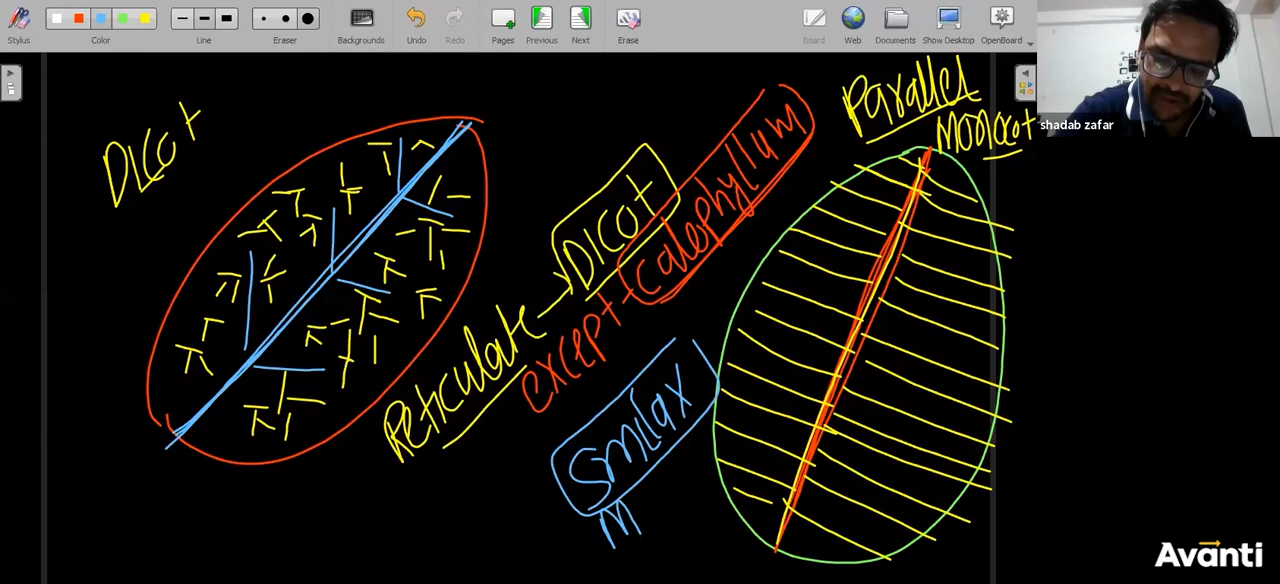 Stylus
Color
Line
Eraser
Backgrounds
Undo
Redo
Pages
Previous
Next
Erase
Board
Web
Documents
Show Desktop
OpenBoard
shadab zafar
Dicot
Parallel
Monocot
Reticulate → Dicot
except - calophyllum
Smilax
M
Avanti